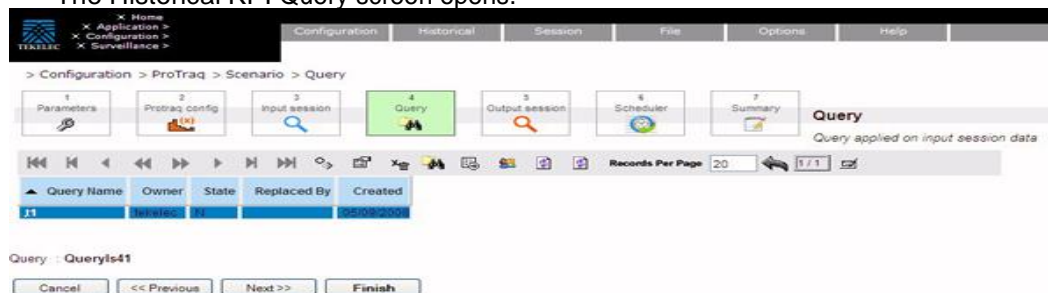 The Historical KPI Query screen opens.
× Home
× Application >
× Configuration >
× Surveillance >
TEKELEC
Configuration Historical Session File Options Help
> Configuration > ProTraq > Scenario > Query
1 2 3 4 5 6 7
Parameters Protraq config Input session Query Output session Scheduler Summary
Query
Query applied on input session data
Records Per Page 20 1 / 1
Query Name Owner State Replaced By Created
tekelec N 05/09/2008
Query : QueryIs41
Cancel << Previous Next >> Finish